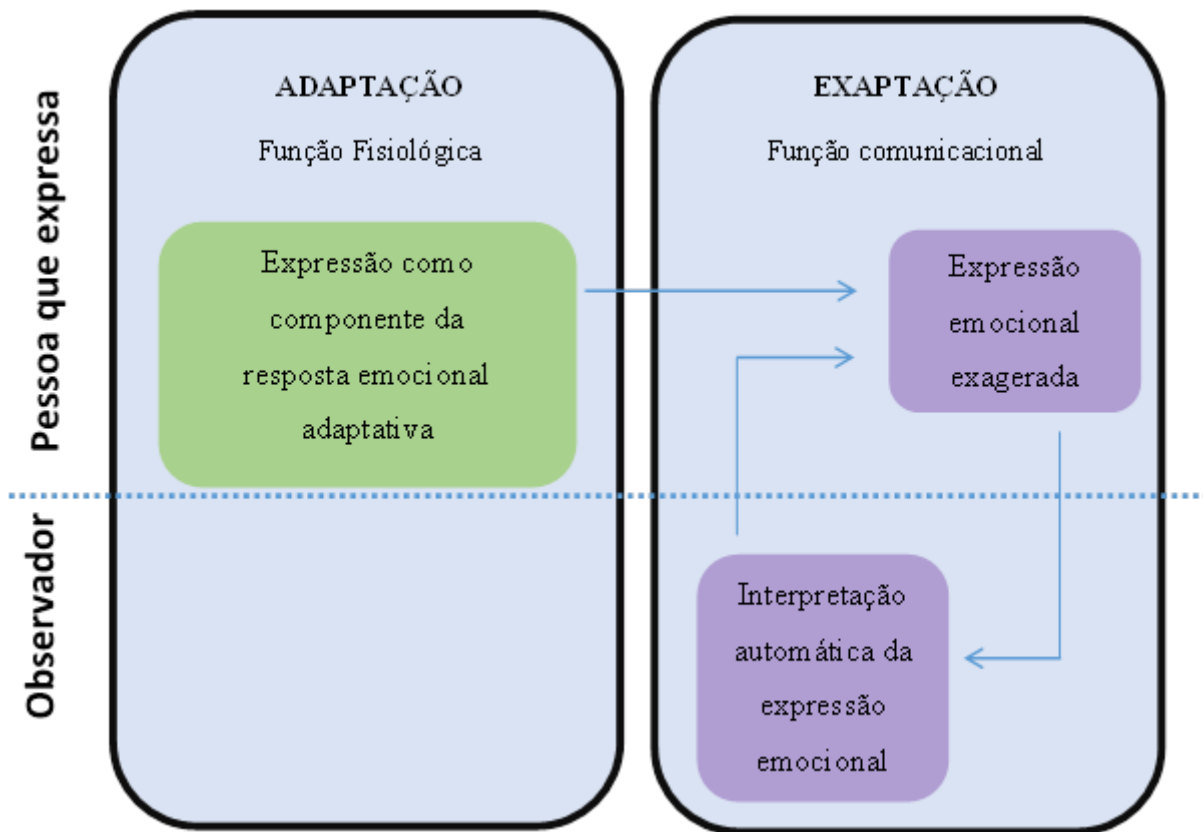 Pessoa que expressa
ADAPTAÇÃO
Função Fisiológica
Expressão como
componente da
resposta emocional
adaptativa
EXAPTAÇÃO
Função comunicacional
Expressão
emocional
exagerada
Observador
Interpretação
automática da
expressão
emocional